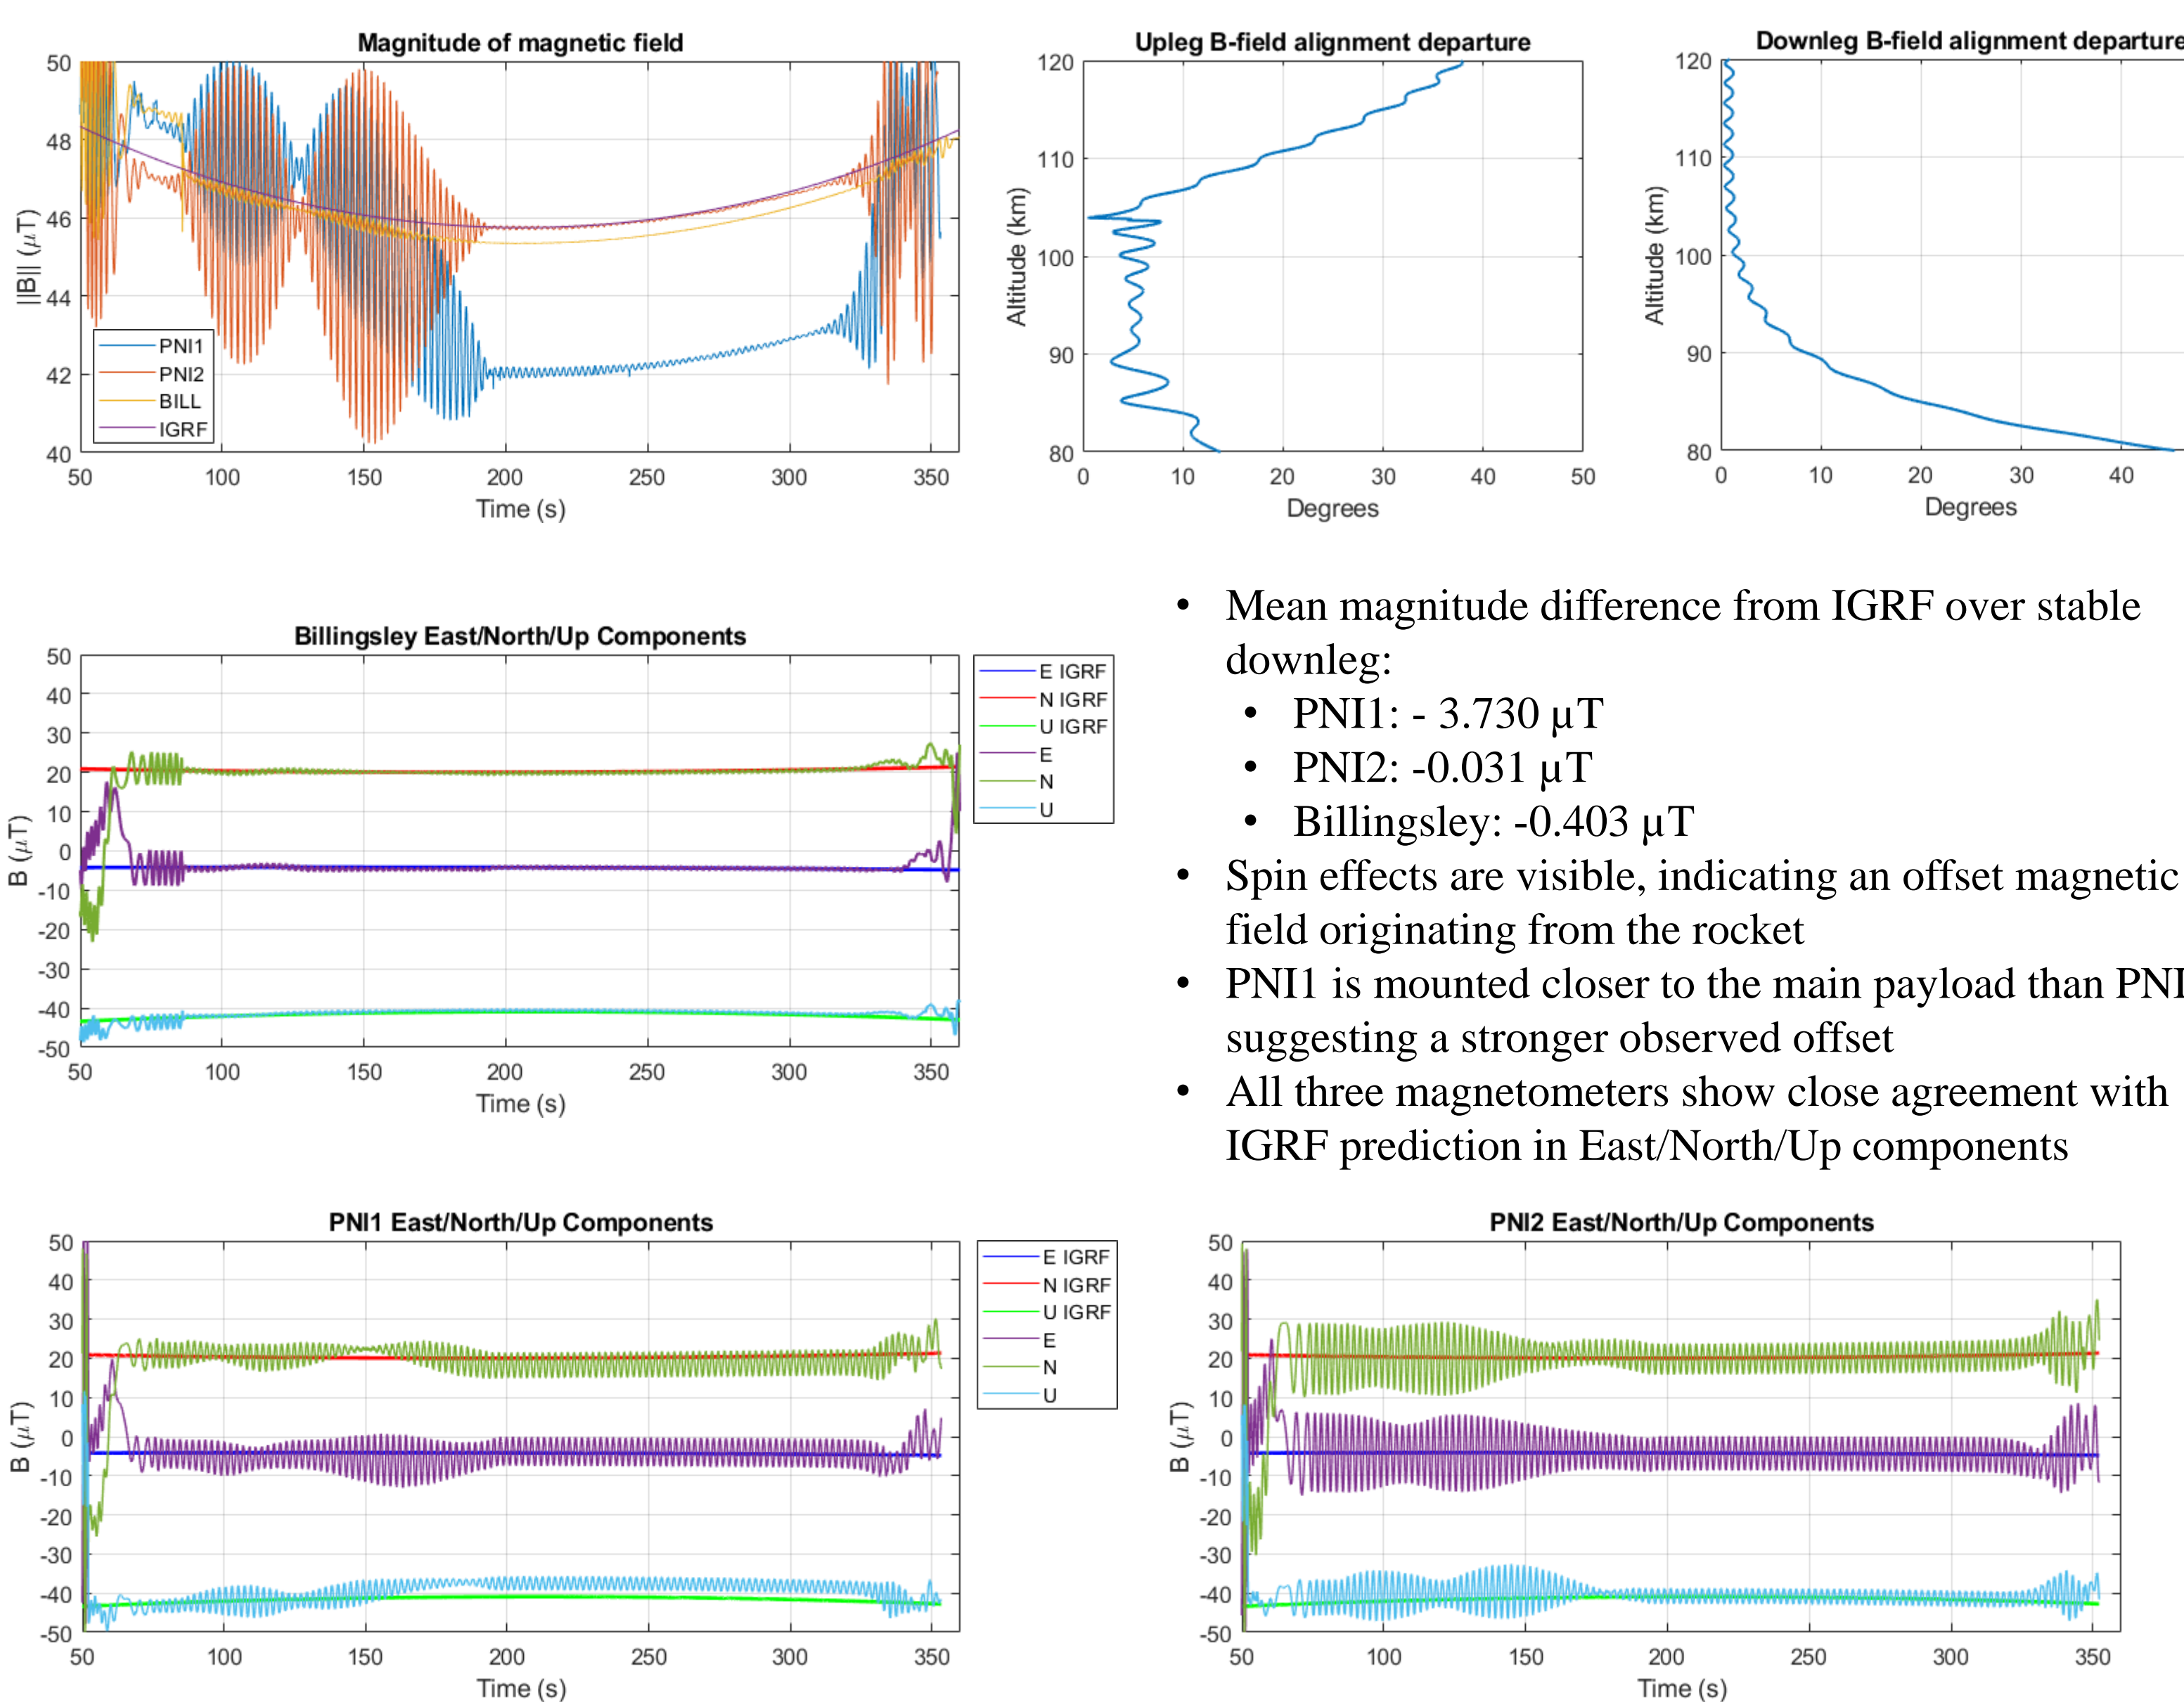 Magnitude of magnetic field
50
48
46
44
42
40
||B|| (μT)
PNI1
PNI2
BILL
IGRF
50 100 150 200 250 300 350
Time (s)
Upleg B-field alignment departure
120
110
100
90
80
Altitude (km)
0 10 20 30 40 50
Degrees
Downleg B-field alignment departure
120
110
100
90
80
Altitude (km)
0 10 20 30 40
Degrees
Billingsley East/North/Up Components
50
40
30
20
10
0
-10
-20
-30
-40
-50
B (μT)
50 100 150 200 250 300 350
Time (s)
E IGRF
N IGRF
U IGRF
E
N
U
• Mean magnitude difference from IGRF over stable
downleg:
• PNI1: - 3.730 μT
• PNI2: -0.031 μT
• Billingsley: -0.403 μT
• Spin effects are visible, indicating an offset magnetic
field originating from the rocket
• PNI1 is mounted closer to the main payload than PNI
suggesting a stronger observed offset
• All three magnetometers show close agreement with
IGRF prediction in East/North/Up components
PNI1 East/North/Up Components
50
40
30
20
10
0
-10
-20
-30
-40
-50
B (μT)
50 100 150 200 250 300 350
Time (s)
E IGRF
N IGRF
U IGRF
E
N
U
PNI2 East/North/Up Components
50
40
30
20
10
0
-10
-20
-30
-40
-50
B (μT)
50 100 150 200 250 300 350
Time (s)